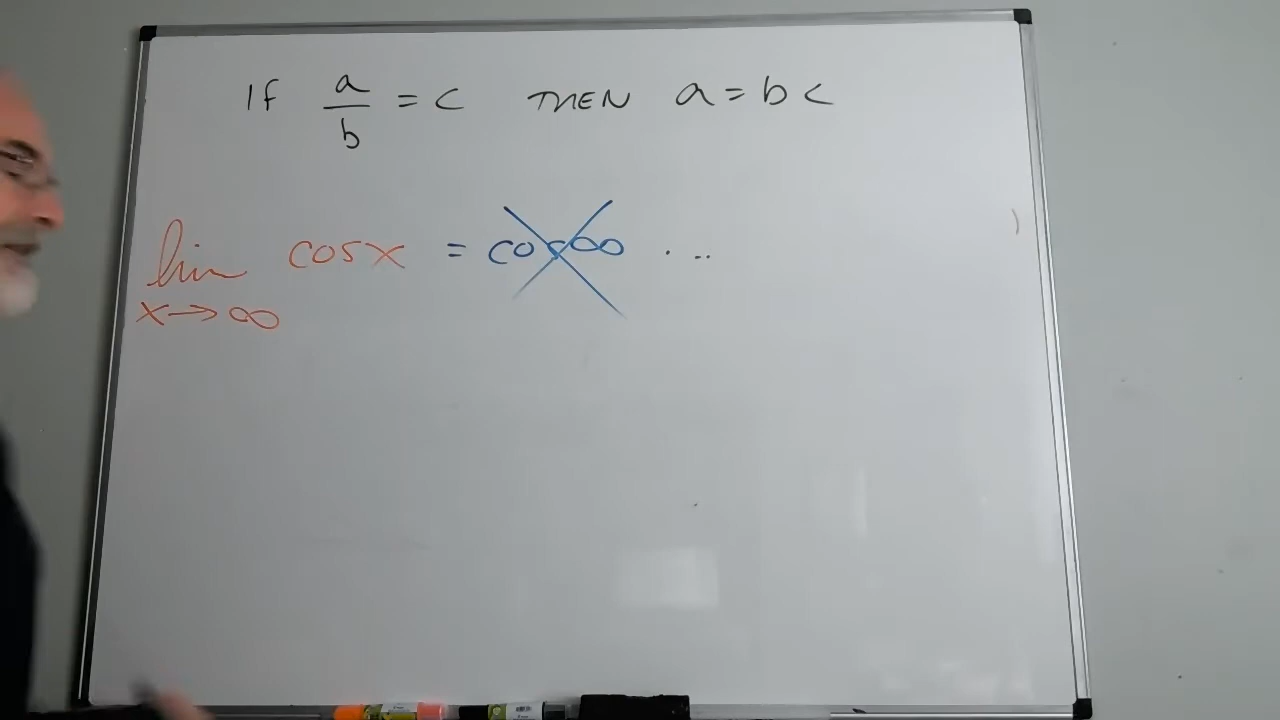 If a/b = c THEN a = bc
lim x→∞ cos x = cos ∞ ...